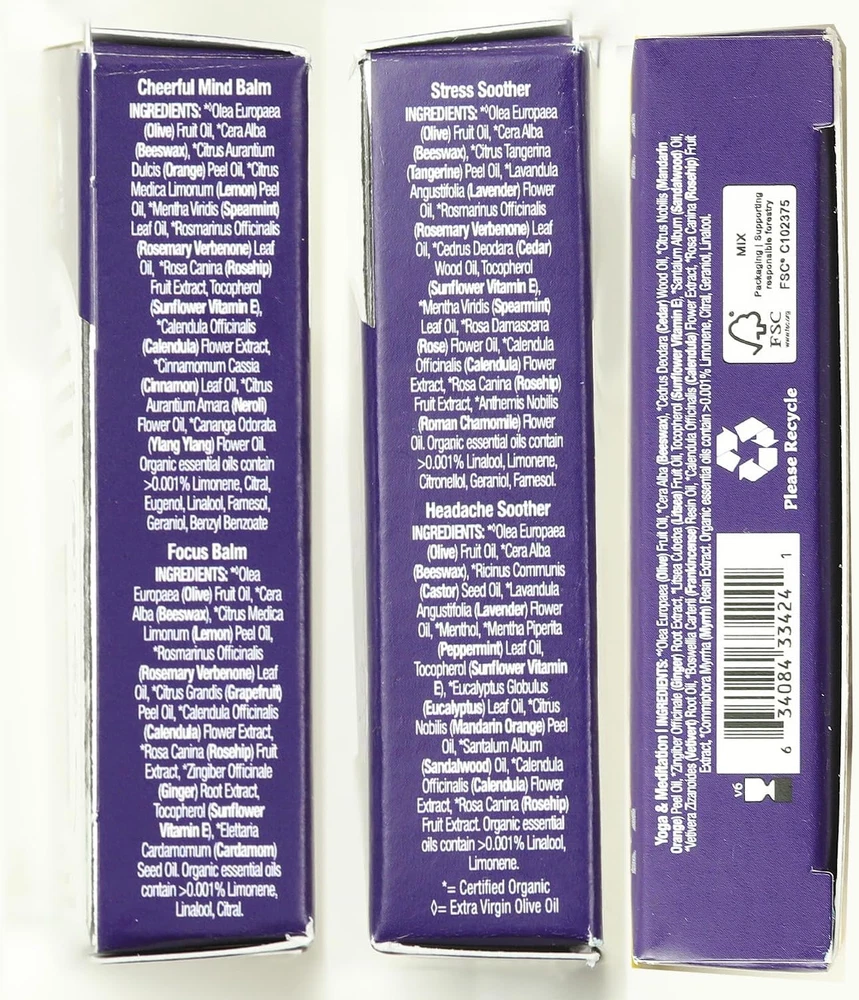 Cheerful Mind Balm
INGREDIENTS: *◊Olea Europaea
(Olive) Fruit Oil, *Cera Alba
(Beeswax), *Citrus Aurantium
Dulcis (Orange) Peel Oil, *Citrus
Medica Limonum (Lemon) Peel
Oil, *Mentha Viridis (Spearmint)
Leaf Oil, *Rosmarinus Officinalis
(Rosemary Verbenone) Leaf
Oil, *Rosa Canina (Rosehip)
Fruit Extract, Tocopherol
(Sunflower Vitamin E),
*Calendula Officinalis
(Calendula) Flower Extract,
*Cinnamomum Cassia
(Cinnamon) Leaf Oil, *Citrus
Aurantium Amara (Neroli)
Flower Oil, *Cananga Odorata
(Ylang Ylang) Flower Oil.
Organic essential oils contain
>0.001% Limonene, Citral,
Eugenol, Linalool, Farnesol,
Geraniol, Benzyl Benzoate
Focus Balm
INGREDIENTS: *◊Olea
Europaea (Olive) Fruit Oil, *Cera
Alba (Beeswax), *Citrus Medica
Limonum (Lemon) Peel Oil,
*Rosmarinus Officinalis
(Rosemary Verbenone) Leaf
Oil, *Citrus Grandis (Grapefruit)
Peel Oil, *Calendula Officinalis
(Calendula) Flower Extract,
*Rosa Canina (Rosehip) Fruit
Extract, *Zingiber Officinale
(Ginger) Root Extract,
Tocopherol (Sunflower
Vitamin E), *Elettaria
Cardamomum (Cardamom)
Seed Oil. Organic essential oils
contain >0.001% Limonene,
Linalool, Citral.
Stress Soother
INGREDIENTS: *◊Olea Europaea
(Olive) Fruit Oil, *Cera Alba
(Beeswax), *Citrus Tangerina
(Tangerine) Peel Oil, *Lavandula
Angustifolia (Lavender) Flower
Oil, *Rosmarinus Officinalis
(Rosemary Verbenone) Leaf
Oil, *Cedrus Deodara (Cedar)
Wood Oil, Tocopherol
(Sunflower Vitamin E),
*Mentha Viridis (Spearmint)
Leaf Oil, *Rosa Damascena
(Rose) Flower Oil, *Calendula
Officinalis (Calendula) Flower
Extract, *Rosa Canina (Rosehip)
Fruit Extract, *Anthemis Nobilis
(Roman Chamomile) Flower
Oil. Organic essential oils contain
>0.001% Linalool, Limonene,
Citronellol, Geraniol, Farnesol.
Headache Soother
INGREDIENTS: *◊Olea Europaea
(Olive) Fruit Oil, *Cera Alba
(Beeswax), *Ricinus Communis
(Castor) Seed Oil, *Lavandula
Angustifolia (Lavender) Flower
Oil, *Menthol, *Mentha Piperita
(Peppermint) Leaf Oil,
Tocopherol (Sunflower Vitamin
E), *Eucalyptus Globulus
(Eucalyptus) Leaf Oil, *Citrus
Nobilis (Mandarin Orange) Peel
Oil, *Santalum Album
(Sandalwood) Oil, *Calendula
Officinalis (Calendula) Flower
Extract, *Rosa Canina (Rosehip)
Fruit Extract. Organic essential
oils contain >0.001% Linalool,
Limonene.
*= Certified Organic
◊= Extra Virgin Olive Oil
Yoga & Meditation | INGREDIENTS: *◊Olea Europaea (Olive) Fruit Oil, *Cera Alba (Beeswax), *Cedrus Deodara (Cedar) Wood Oil, *Citrus Nobilis (Mandarin
Orange) Peel Oil, *Zingiber Officinale (Ginger) Root Extract, *Litsea Cubeba (Litsea) Fruit Oil, Tocopherol (Sunflower Vitamin E), *Santalum Album (Sandalwood) Oil,
*Vetivera Zizanoides (Vetivert) Root Oil, *Boswellia Carterii (Frankincense) Resin Oil, *Calendula Officinalis (Calendula) Flower Extract, *Rosa Canina (Rosehip) Fruit
Extract, *Commiphora Myrrha (Myrrh) Resin Extract. Organic essential oils contain >0.001% Limonene, Citral, Geraniol, Linalool.
v6
6 34084 33424 1
Please Recycle
FSC
www.fsc.org
MIX
Packaging | Supporting
responsible forestry
FSC® C102375